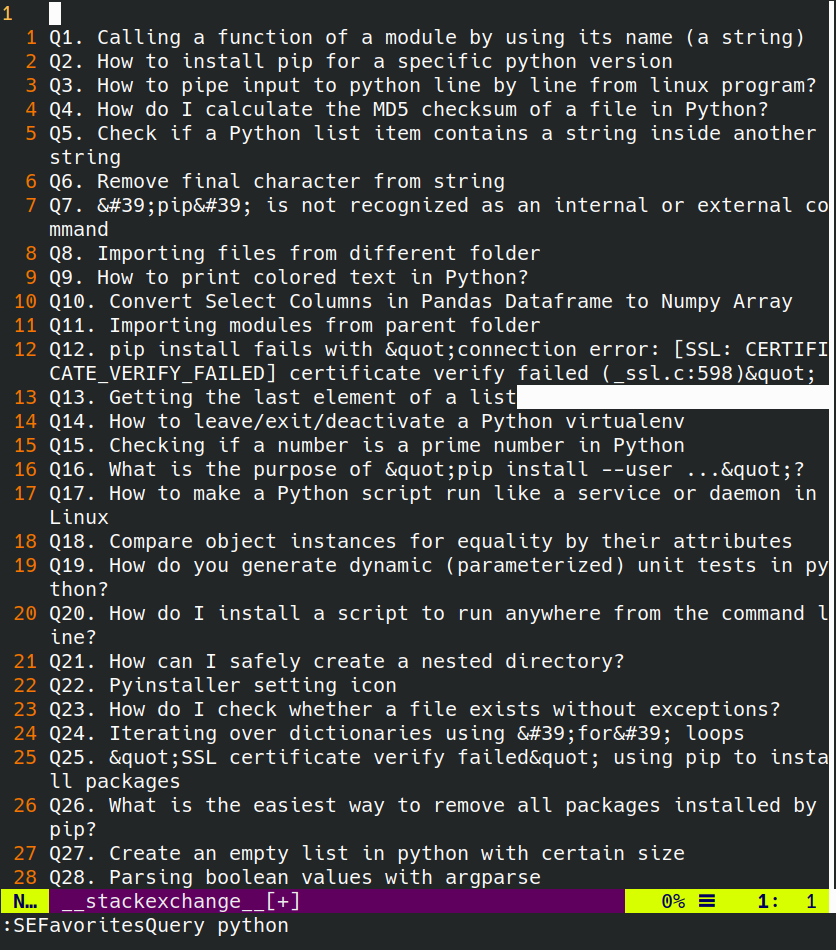 1
1 Q1. Calling a function of a module by using its name (a string)
2 Q2. How to install pip for a specific python version
3 Q3. How to pipe input to python line by line from linux program?
4 Q4. How do I calculate the MD5 checksum of a file in Python?
5 Q5. Check if a Python list item contains a string inside another
string
6 Q6. Remove final character from string
7 Q7. &#39;pip&#39; is not recognized as an internal or external co
mmand
8 Q8. Importing files from different folder
9 Q9. How to print colored text in Python?
10 Q10. Convert Select Columns in Pandas Dataframe to Numpy Array
11 Q11. Importing modules from parent folder
12 Q12. pip install fails with &quot;connection error: [SSL: CERTIFI
CATE_VERIFY_FAILED] certificate verify failed (_ssl.c:598)&quot;
13 Q13. Getting the last element of a list
14 Q14. How to leave/exit/deactivate a Python virtualenv
15 Q15. Checking if a number is a prime number in Python
16 Q16. What is the purpose of &quot;pip install --user ...&quot;?
17 Q17. How to make a Python script run like a service or daemon in
Linux
18 Q18. Compare object instances for equality by their attributes
19 Q19. How do you generate dynamic (parameterized) unit tests in py
thon?
20 Q20. How do I install a script to run anywhere from the command l
ine?
21 Q21. How can I safely create a nested directory?
22 Q22. Pyinstaller setting icon
23 Q23. How do I check whether a file exists without exceptions?
24 Q24. Iterating over dictionaries using &#39;for&#39; loops
25 Q25. &quot;SSL certificate verify failed&quot; using pip to insta
ll packages
26 Q26. What is the easiest way to remove all packages installed by
pip?
27 Q27. Create an empty list in python with certain size
28 Q28. Parsing boolean values with argparse
N… __stackexchange__[+] 0% ☰ 1: 1
:SEFavoritesQuery python